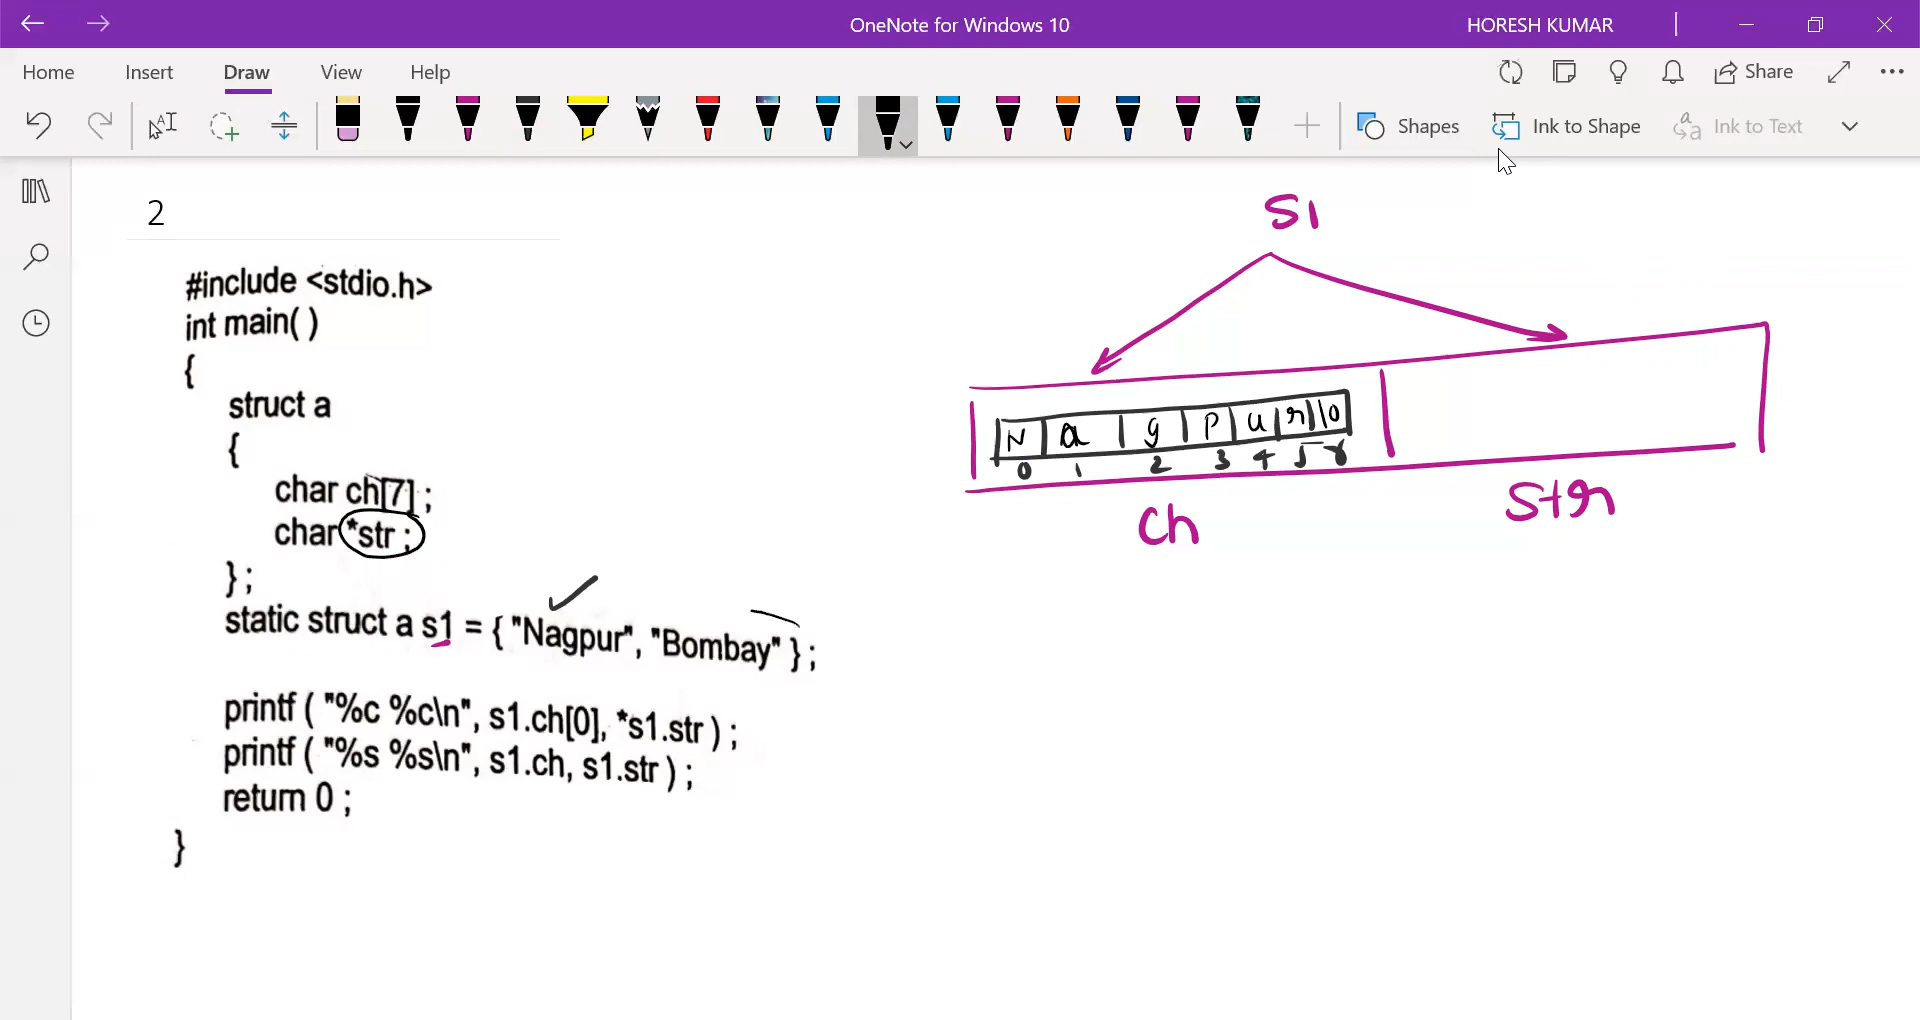 OneNote for Windows 10
HORESH KUMAR
Home Insert Draw View Help
Share
Shapes
Ink to Shape
Ink to Text
2
#include <stdio.h>
int main( )
{
struct a
{
char ch[7] ;
char *str ;
} ;
static struct a s1 = { "Nagpur", "Bombay" } ;
printf ( "%c %c\n", s1.ch[0], *s1.str ) ;
printf ( "%s %s\n", s1.ch, s1.str ) ;
return 0 ;
}
S1
N a g p u r \0
0 1 2 3 4 5
Ch
Str